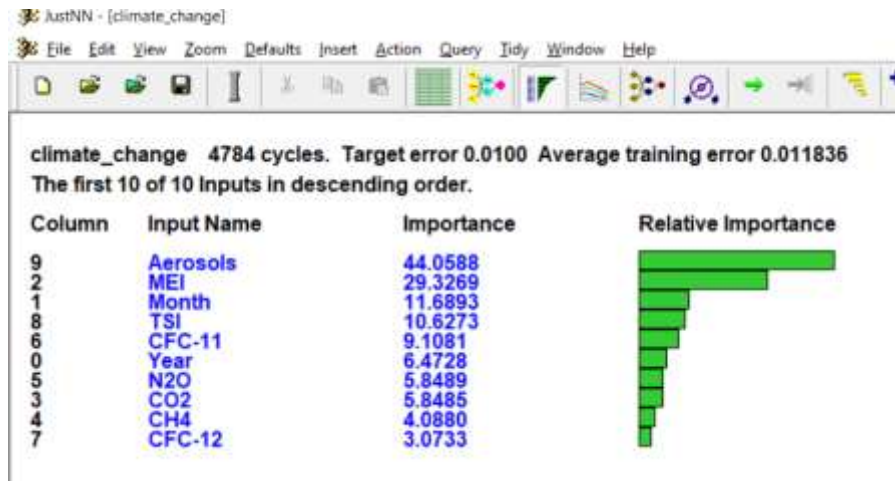 JustNN - [climate_change]
File Edit View Zoom Defaults Insert Action Query Tidy Window Help
climate_change 4784 cycles. Target error 0.0100 Average training error 0.011836
The first 10 of 10 Inputs in descending order.
Column Input Name Importance Relative Importance
9 Aerosols 44.0588
2 MEI 29.3269
1 Month 11.6893
8 TSI 10.6273
6 CFC-11 9.1081
0 Year 6.4728
5 N2O 5.8489
3 CO2 5.8485
4 CH4 4.0880
7 CFC-12 3.0733